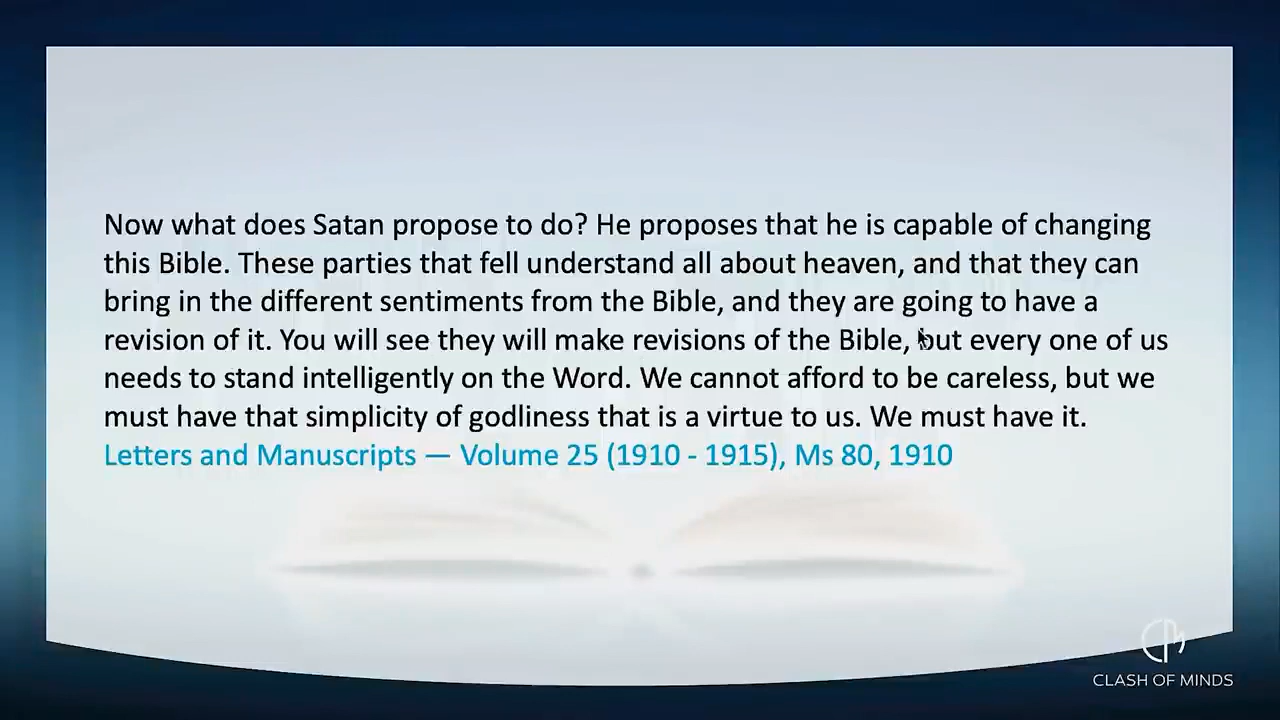 Now what does Satan propose to do? He proposes that he is capable of changing
this Bible. These parties that fell understand all about heaven, and that they can
bring in the different sentiments from the Bible, and they are going to have a
revision of it. You will see they will make revisions of the Bible, but every one of us
needs to stand intelligently on the Word. We cannot afford to be careless, but we
must have that simplicity of godliness that is a virtue to us. We must have it.
Letters and Manuscripts — Volume 25 (1910 - 1915), Ms 80, 1910
CLASH OF MINDS